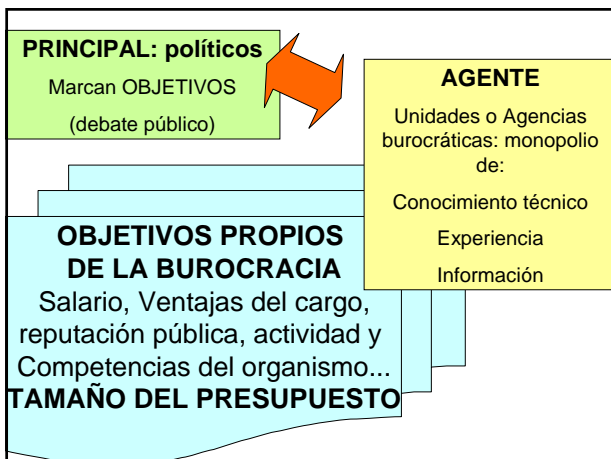 PRINCIPAL: políticos
Marcan OBJETIVOS
(debate público)
AGENTE
Unidades o Agencias
burocráticas: monopolio
de:
Conocimiento técnico
Experiencia
Información
OBJETIVOS PROPIOS
DE LA BUROCRACIA
Salario, Ventajas del cargo,
reputación pública, actividad y
Competencias del organismo...
TAMAÑO DEL PRESUPUESTO